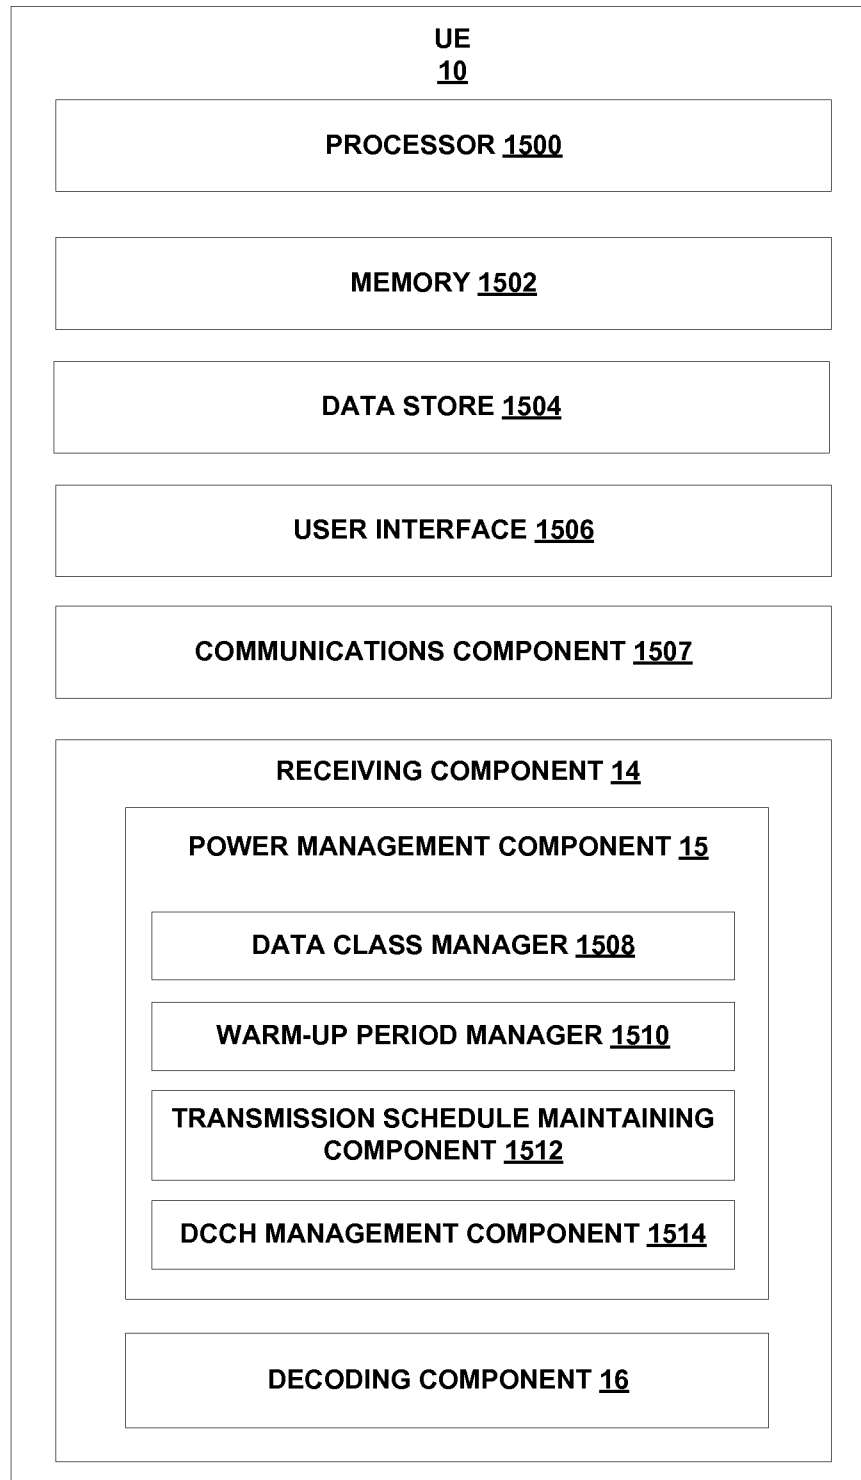 UE
10
PROCESSOR 1500
MEMORY 1502
DATA STORE 1504
USER INTERFACE 1506
COMMUNICATIONS COMPONENT 1507
RECEIVING COMPONENT 14
POWER MANAGEMENT COMPONENT 15
DATA CLASS MANAGER 1508
WARM-UP PERIOD MANAGER 1510
TRANSMISSION SCHEDULE MAINTAINING
COMPONENT 1512
DCCH MANAGEMENT COMPONENT 1514
DECODING COMPONENT 16